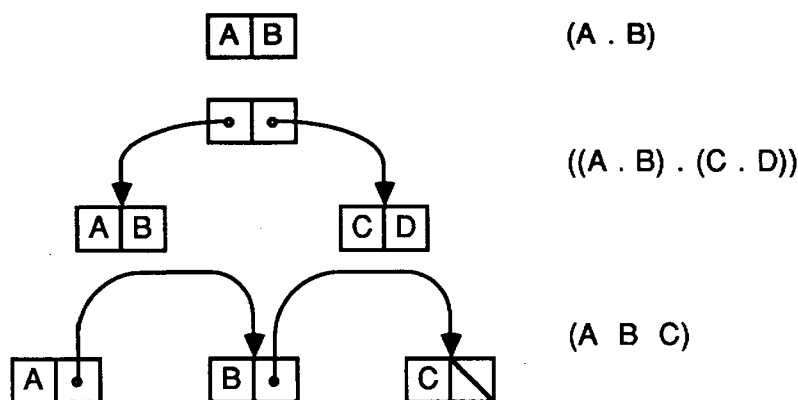 A B (A . B)
((A . B) . (C . D))
A B C D
(A B C)
A B C